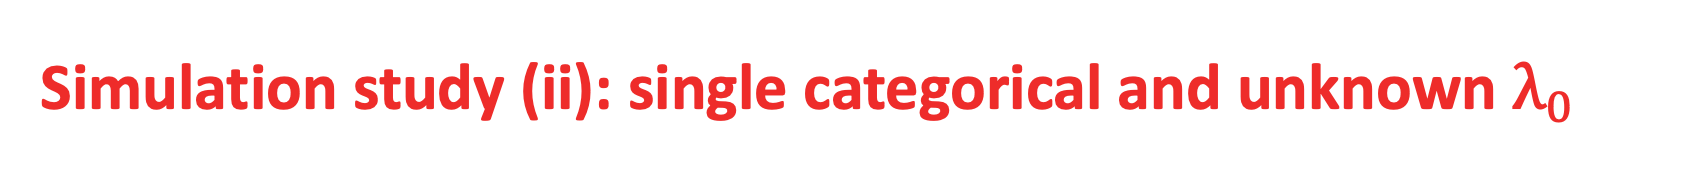 Simulation study (ii): single categorical and unknown λ₀